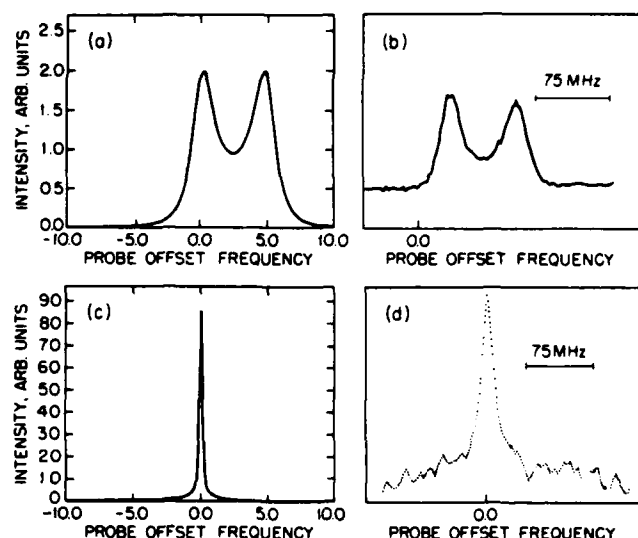 (a)
INTENSITY, ARB. UNITS
2.5
2.0
1.5
1.0
0.5
0.0
-10.0 -5.0 0.0 5.0 10.0
PROBE OFFSET FREQUENCY
(b)
75 MHz
0.0
PROBE OFFSET FREQUENCY
(c)
INTENSITY, ARB. UNITS
90
80
70
60
50
40
30
20
10
0
-10.0 -5.0 0.0 5.0 10.0
PROBE OFFSET FREQUENCY
(d)
75MHz
0.0
PROBE OFFSET FREQUENCY